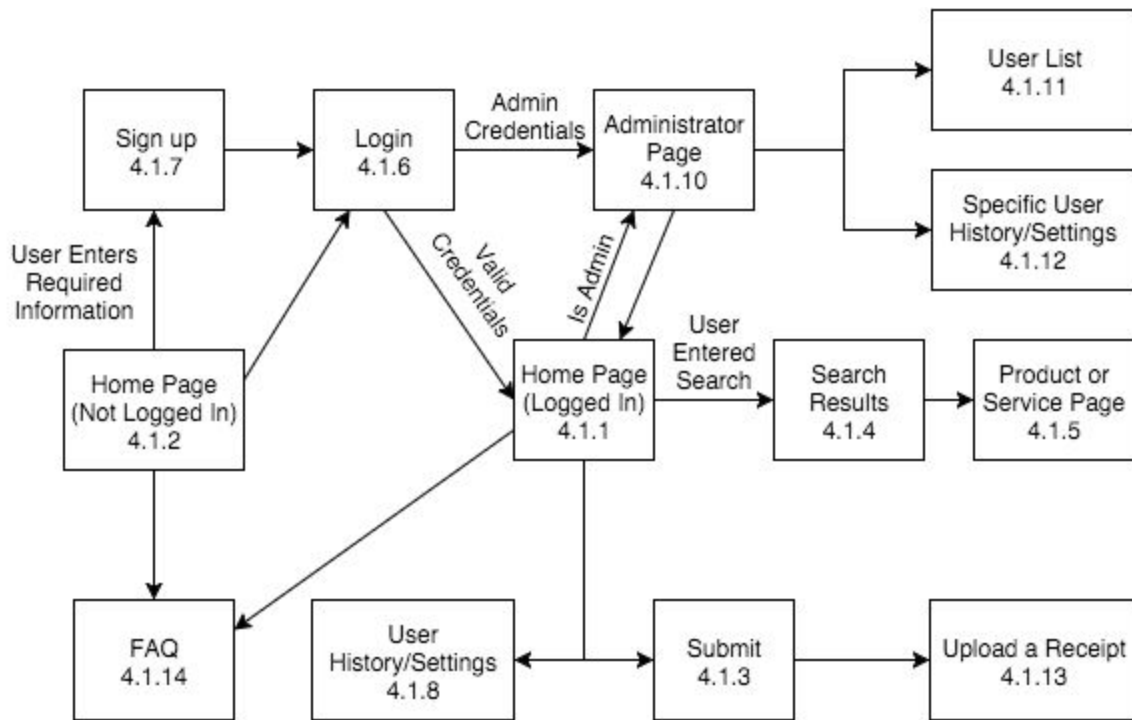 User List
4.1.11
Sign up
4.1.7
Login
4.1.6
Admin
Credentials
Administrator
Page
4.1.10
Specific User
History/Settings
4.1.12
User Enters
Required
Information
Valid
Credentials
Is Admin
User
Entered
Search
Home Page
(Not Logged In)
4.1.2
Home Page
(Logged In)
4.1.1
Search
Results
4.1.4
Product or
Service Page
4.1.5
FAQ
4.1.14
User
History/Settings
4.1.8
Submit
4.1.3
Upload a Receipt
4.1.13